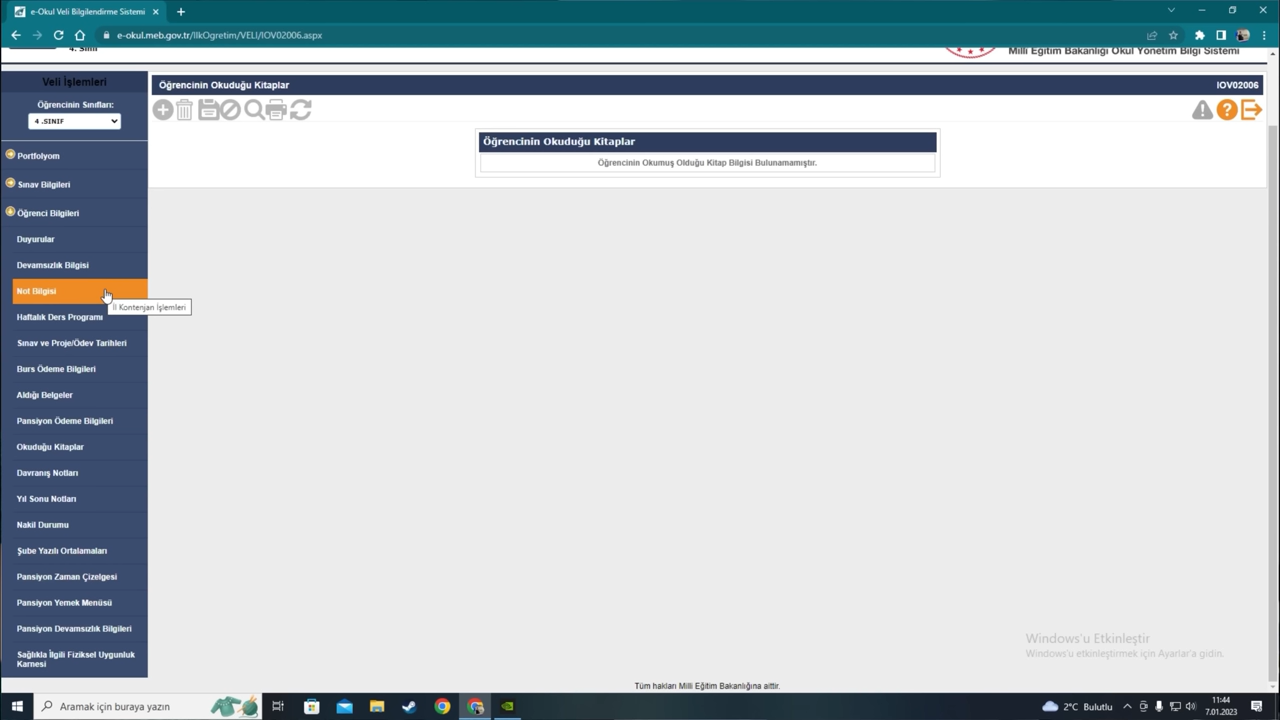 e-Okul Veli Bilgilendirme Sistemi
e-okul.meb.gov.tr/IlkOgretim/VELI/IOV02006.aspx
4. Sınıf
Milli Eğitim Bakanlığı Okul Yönetim Bilgi Sistemi
Veli İşlemleri
Öğrencinin Sınıfları:
4 .SINIF
Portfolyom
Sınav Bilgileri
Öğrenci Bilgileri
Duyurular
Devamsızlık Bilgisi
Not Bilgisi
İl Kontenjan İşlemleri
Haftalık Ders Programı
Sınav ve Proje/Ödev Tarihleri
Burs Ödeme Bilgileri
Aldığı Belgeler
Pansiyon Ödeme Bilgileri
Okuduğu Kitaplar
Davranış Notları
Yıl Sonu Notları
Nakil Durumu
Şube Yazılı Ortalamaları
Pansiyon Zaman Çizelgesi
Pansiyon Yemek Menüsü
Pansiyon Devamsızlık Bilgileri
Sağlıkla İlgili Fiziksel Uygunluk
Karnesi
Öğrencinin Okuduğu Kitaplar
IOV02006
Öğrencinin Okuduğu Kitaplar
Öğrencinin Okumuş Olduğu Kitap Bilgisi Bulunamamıştır.
Windows'u Etkinleştir
Windows'u etkinleştirmek için Ayarlar'a gidin.
Tüm hakları Milli Eğitim Bakanlığına aittir.
Aramak için buraya yazın
2°C Bulutlu
11:44
7.01.2023